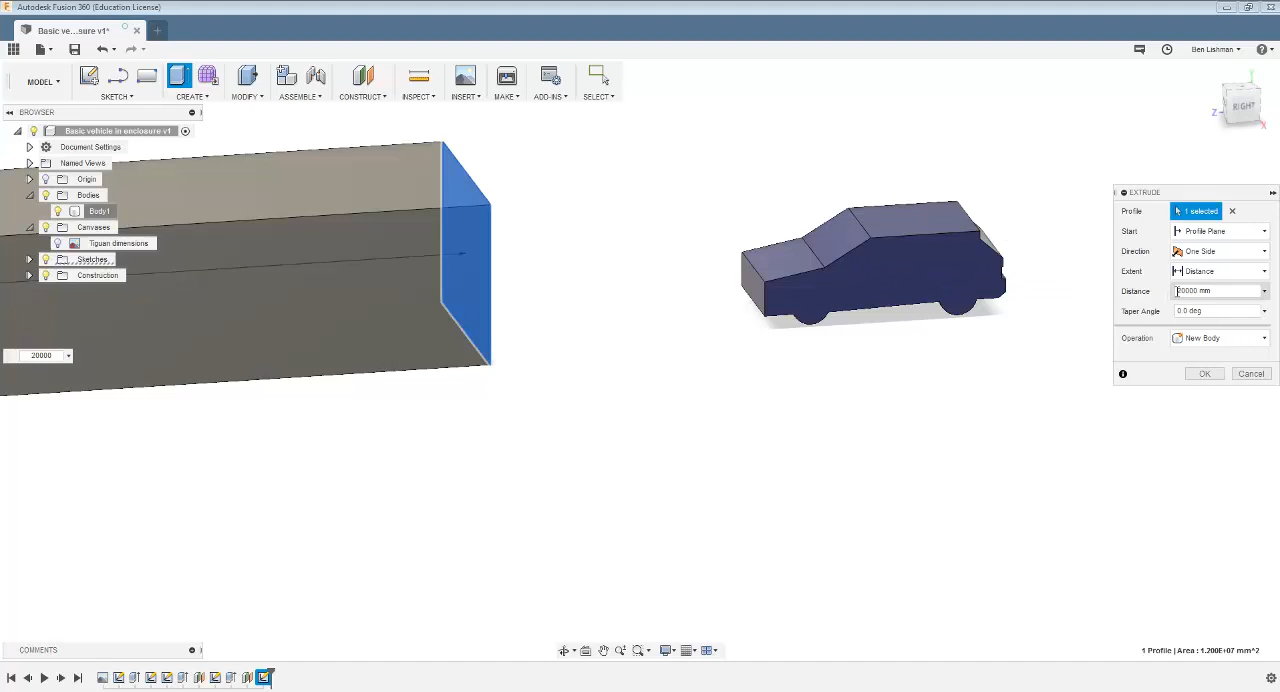 Autodesk Fusion 360 (Education License)
Basic ve...sure v1*
Ben Lishman
MODEL
SKETCH
CREATE
MODIFY
ASSEMBLE
CONSTRUCT
INSPECT
INSERT
MAKE
ADD-INS
SELECT
BROWSER
Basic vehicle in enclosure v1
Document Settings
Named Views
Origin
Bodies
Body1
Canvases
Tiguan dimensions
Sketches
Construction
20000
RIGHT
Y
Z
X
EXTRUDE
Profile 1 selected
Start Profile Plane
Direction One Side
Extent Distance
Distance 20000 mm
Taper Angle 0.0 deg
Operation New Body
OK Cancel
COMMENTS
1 Profile | Area : 1.200E+07 mm^2